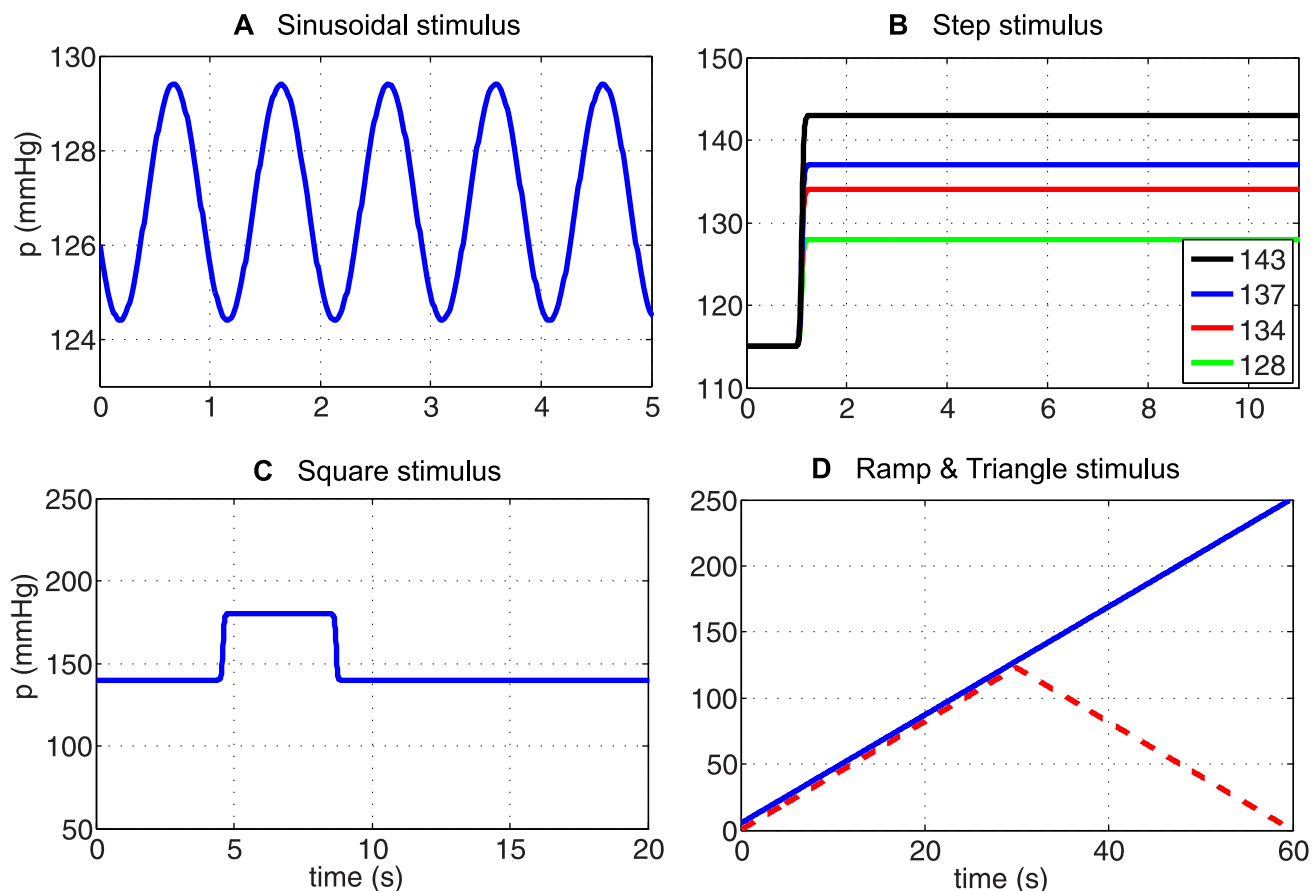 A Sinusoidal stimulus
p (mmHg)
130
128
126
124
0 1 2 3 4 5
B Step stimulus
150
140
130
120
110
0 2 4 6 8 10
143
137
134
128
C Square stimulus
p (mmHg)
250
200
150
100
50
0 5 10 15 20
time (s)
D Ramp & Triangle stimulus
250
200
150
100
50
0
0 20 40 60
time (s)